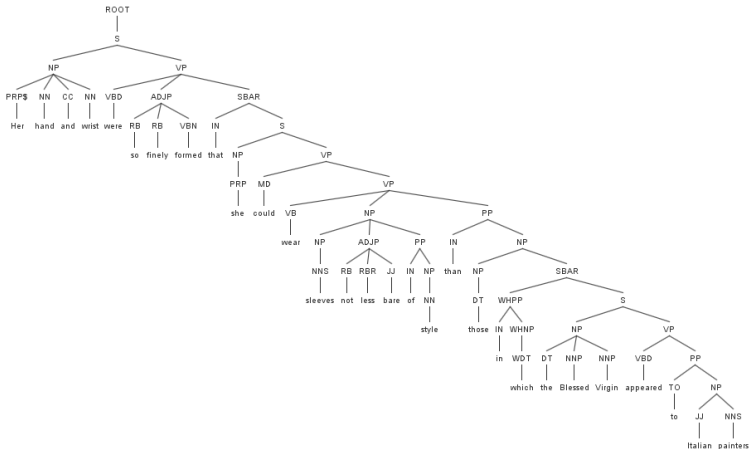 ROOT
S
NP VP
PRP$ NN CC NN VBD ADJP SBAR
Her hand and wrist were RB RB VBN IN S
so finely formed that NP VP
PRP MD VP
she could VB NP PP
wear NP ADJP PP IN NP
NNS RB RBR JJ IN NP than NP SBAR
sleeves not less bare of NN DT WHPP S
style those IN WHNP NP VP
in WDT DT NNP NNP VBD PP
which the Blessed Virgin appeared TO NP
to JJ NNS
Italian painters